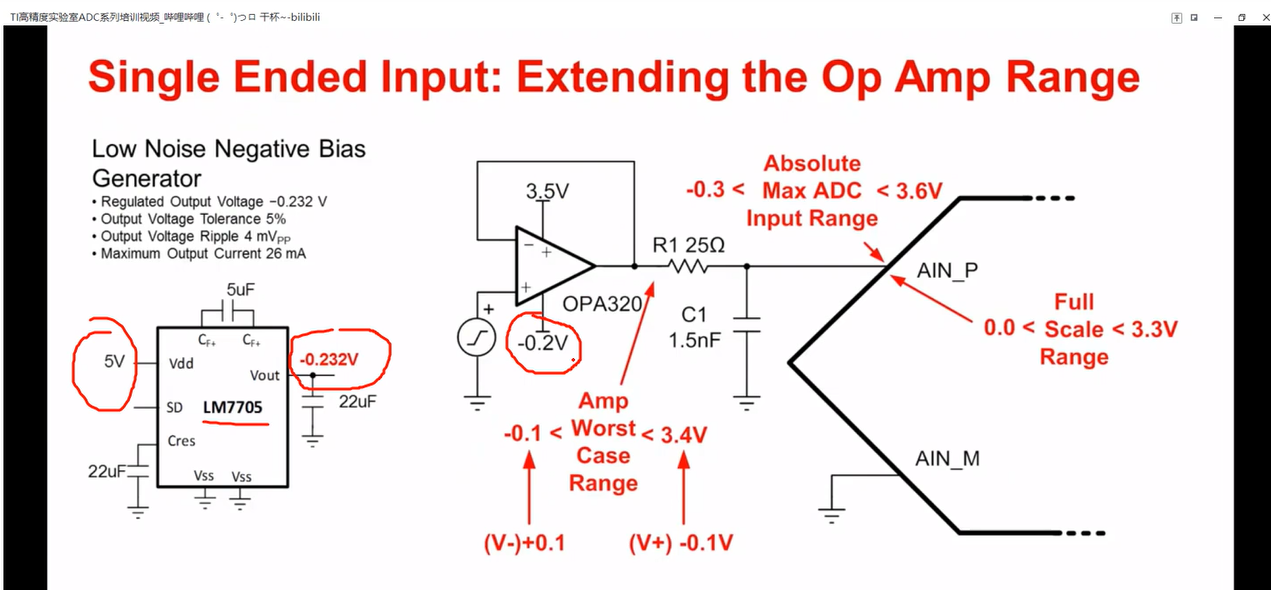 TI高精度实验室ADC系列培训视频_哔哩哔哩 (゜-゜)つロ 干杯~-bilibili
Single Ended Input: Extending the Op Amp Range
Low Noise Negative Bias
Generator
• Regulated Output Voltage −0.232 V
• Output Voltage Tolerance 5%
• Output Voltage Ripple 4 mVPP
• Maximum Output Current 26 mA
5uF
CF+ CF+
5V
Vdd
-0.232V
Vout
SD
LM7705
22uF
Cres
22uF
Vss Vss
3.5V
−
+
+
+
OPA320
-0.2V
R1 25Ω
C1
1.5nF
Absolute
-0.3 < Max ADC < 3.6V
Input Range
AIN_P
Full
0.0 < Scale < 3.3V
Range
Amp
-0.1 < Worst < 3.4V
Case
Range
AIN_M
(V-)+0.1
(V+) -0.1V